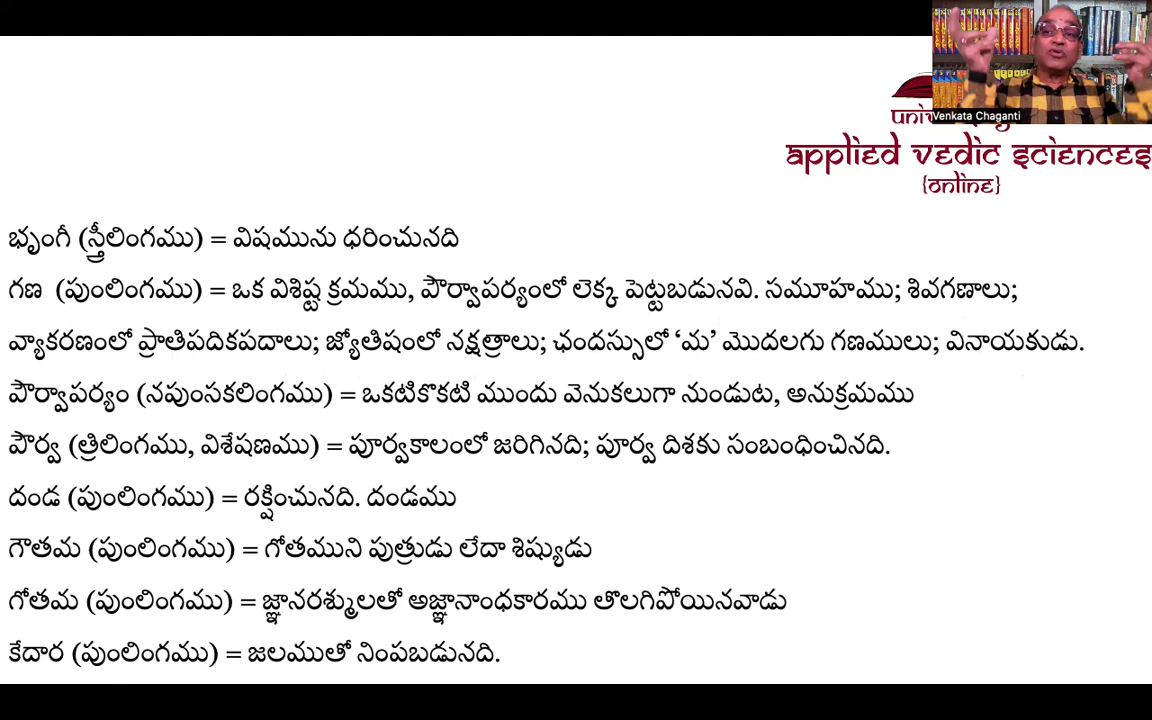 Venkata Chaganti
applied vedic sciences
{online}
భృంగీ (స్త్రీలింగము) = విషమును ధరించునది
గణ (పుంలింగము) = ఒక విశిష్ట క్రమము, పౌర్వాపర్యంలో లెక్క పెట్టబడునవి. సమూహము; శివగణాలు;
వ్యాకరణంలో ప్రాతిపదికపదాలు; జ్యోతిషంలో నక్షత్రాలు; ఛందస్సులో ‘మ’ మొదలగు గణములు; వినాయకుడు.
పౌర్వాపర్యం (నపుంసకలింగము) = ఒకటికొకటి ముందు వెనుకలుగా నుండుట, అనుక్రమము
పౌర్వ (త్రిలింగము, విశేషణము) = పూర్వకాలంలో జరిగినది; పూర్వ దిశకు సంబంధించినది.
దండ (పుంలింగము) = రక్షించునది. దండము
గౌతమ (పుంలింగము) = గోతముని పుత్రుడు లేదా శిష్యుడు
గోతమ (పుంలింగము) = జ్ఞానరశ్ములతో అజ్ఞానాంధకారము తొలగిపోయినవాడు
కేదార (పుంలింగము) = జలముతో నింపబడునది.